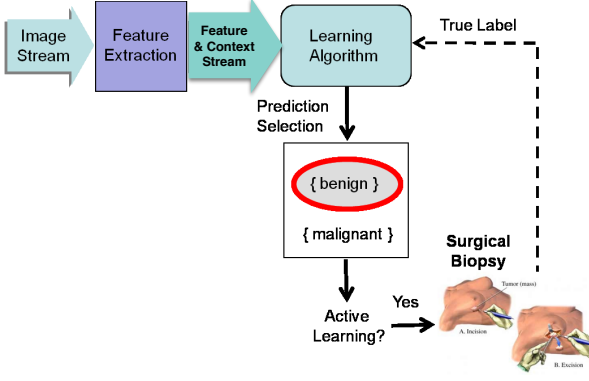 Image
Stream
Feature
Extraction
Feature
& Context
Stream
Learning
Algorithm
True Label
Prediction
Selection
{ benign }
{ malignant }
Surgical
Biopsy
Tumor (mass)
A. Incision
B. Excision
Active
Learning?
Yes